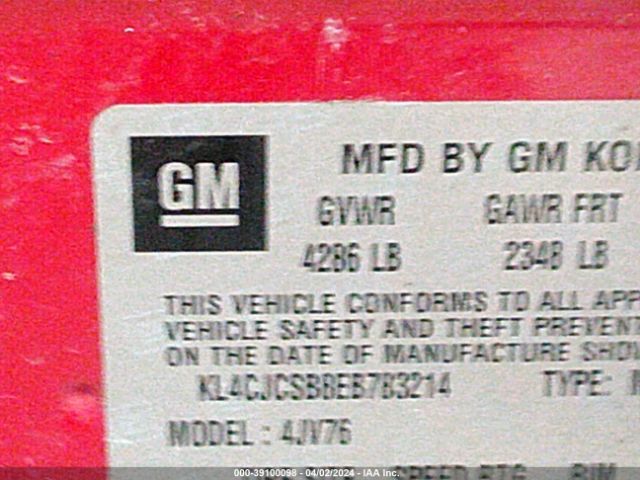 GM
MFD BY GM KO
GVWR GAWR FRT
4286 LB 2348 LB
THIS VEHICLE CONFORMS TO ALL APP
VEHICLE SAFETY AND THEFT PREVENT
ON THE DATE OF MANUFACTURE SHOW
KL4CJCSB8EB783214 TYPE:
MODEL: 4JV76
RIM
000-39100098 - 04/02/2024 - IAA Inc.